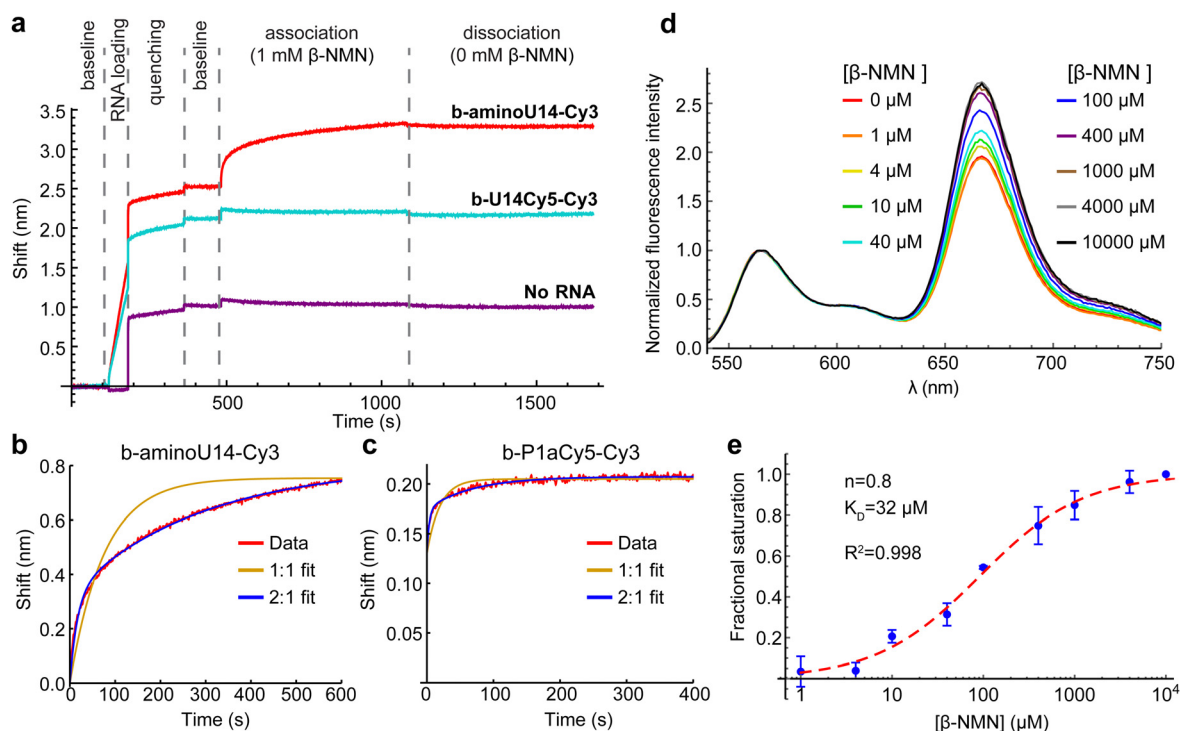 a
baseline
RNA loading
quenching
baseline
association
(1 mM β-NMN)
dissociation
(0 mM β-NMN)
b-aminoU14-Cy3
b-U14Cy5-Cy3
No RNA
Shift (nm)
3.5
3.0
2.5
2.0
1.5
1.0
0.5
0.0
500
1000
1500
Time (s)
d
Normalized fluorescence intensity
2.5
2.0
1.5
1.0
0.5
0.0
550
600
650
700
750
λ (nm)
[β-NMN ]
0 µM
1 µM
4 µM
10 µM
40 µM
[β-NMN ]
100 µM
400 µM
1000 µM
4000 µM
10000 µM
b
b-aminoU14-Cy3
Shift (nm)
0.8
0.6
0.4
0.2
0.0
0
100
200
300
400
500
600
Time (s)
Data
1:1 fit
2:1 fit
c
b-P1aCy5-Cy3
Shift (nm)
0.20
0.15
0.10
0.05
0
100
200
300
400
Time (s)
Data
1:1 fit
2:1 fit
e
Fractional saturation
1.0
0.8
0.6
0.4
0.2
n=0.8
K_D=32 µM
R²=0.998
1
10
100
1000
10⁴
[β-NMN] (µM)